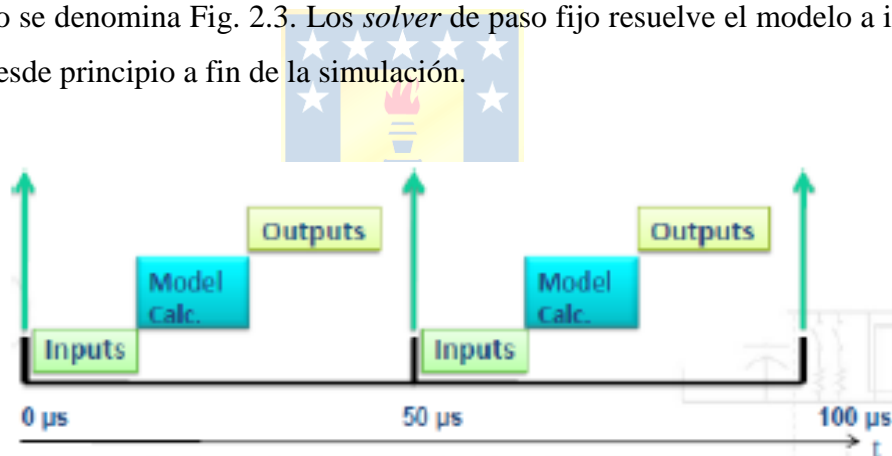 o se denomina Fig. 2.3. Los solver de paso fijo resuelve el modelo a i
esde principio a fin de la simulación.
Outputs
Outputs
Model
Calc.
Model
Calc.
Inputs
Inputs
0 µs
50 µs
100 µs
t